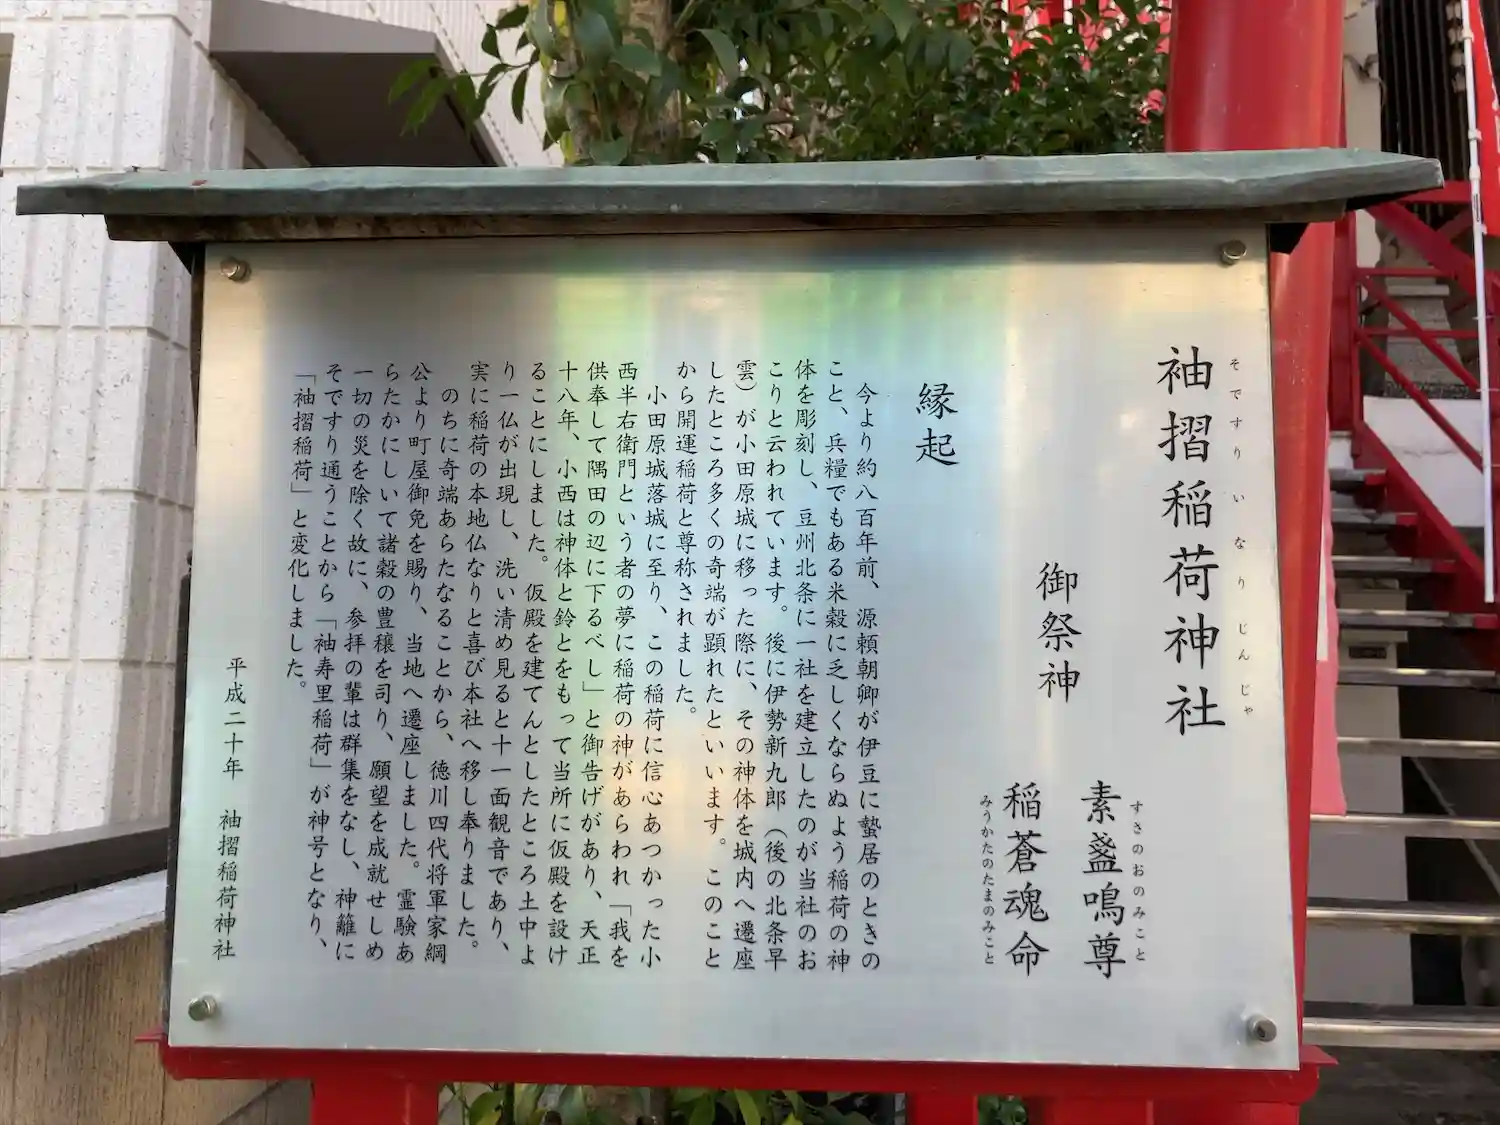 袖摺稲荷神社
そですりいなりじんじゃ
御祭神
素盞鳴尊
すさのおのみこと
稲蒼魂命
みうかたのたまのみこと
縁起
今より約八百年前、源頼朝卿が伊豆に蟄居のときの
こと、兵糧でもある米穀に乏しくならぬよう稲荷の神
体を彫刻し、豆州北条に一社を建立したのが当社のお
こりと云われています。後に伊勢新九郎（後の北条早
雲）が小田原城に移った際に、その神体を城内へ遷座
したところ多くの奇端が顕れたといいます。このこと
から開運稲荷と尊称されました。
小田原城落城に至り、この稲荷に信心あつかった小
西半右衛門という者の夢に稲荷の神があらわれ「我を
供奉して隅田の辺に下るべし」と御告げがあり、天正
十八年、小西は神体と鈴とをもって当所に仮殿を設け
ることにしました。仮殿を建てんとしたところ土中よ
り一仏が出現し、洗い清め見ると十一面観音であり、
実に稲荷の本地仏なりと喜び本社へ移し奉りました。
のちに奇端あらたなることから、徳川四代将軍家綱
公より町屋御免を賜り、当地へ遷座しました。霊験あ
らたかにしいて諸穀の豊穣を司り、願望を成就せしめ
一切の災を除く故に、参拝の輩は群集をなし、神籬に
そですり通うことから「袖寿里稲荷」が神号となり、
「袖摺稲荷」と変化しました。
平成二十年　袖摺稲荷神社